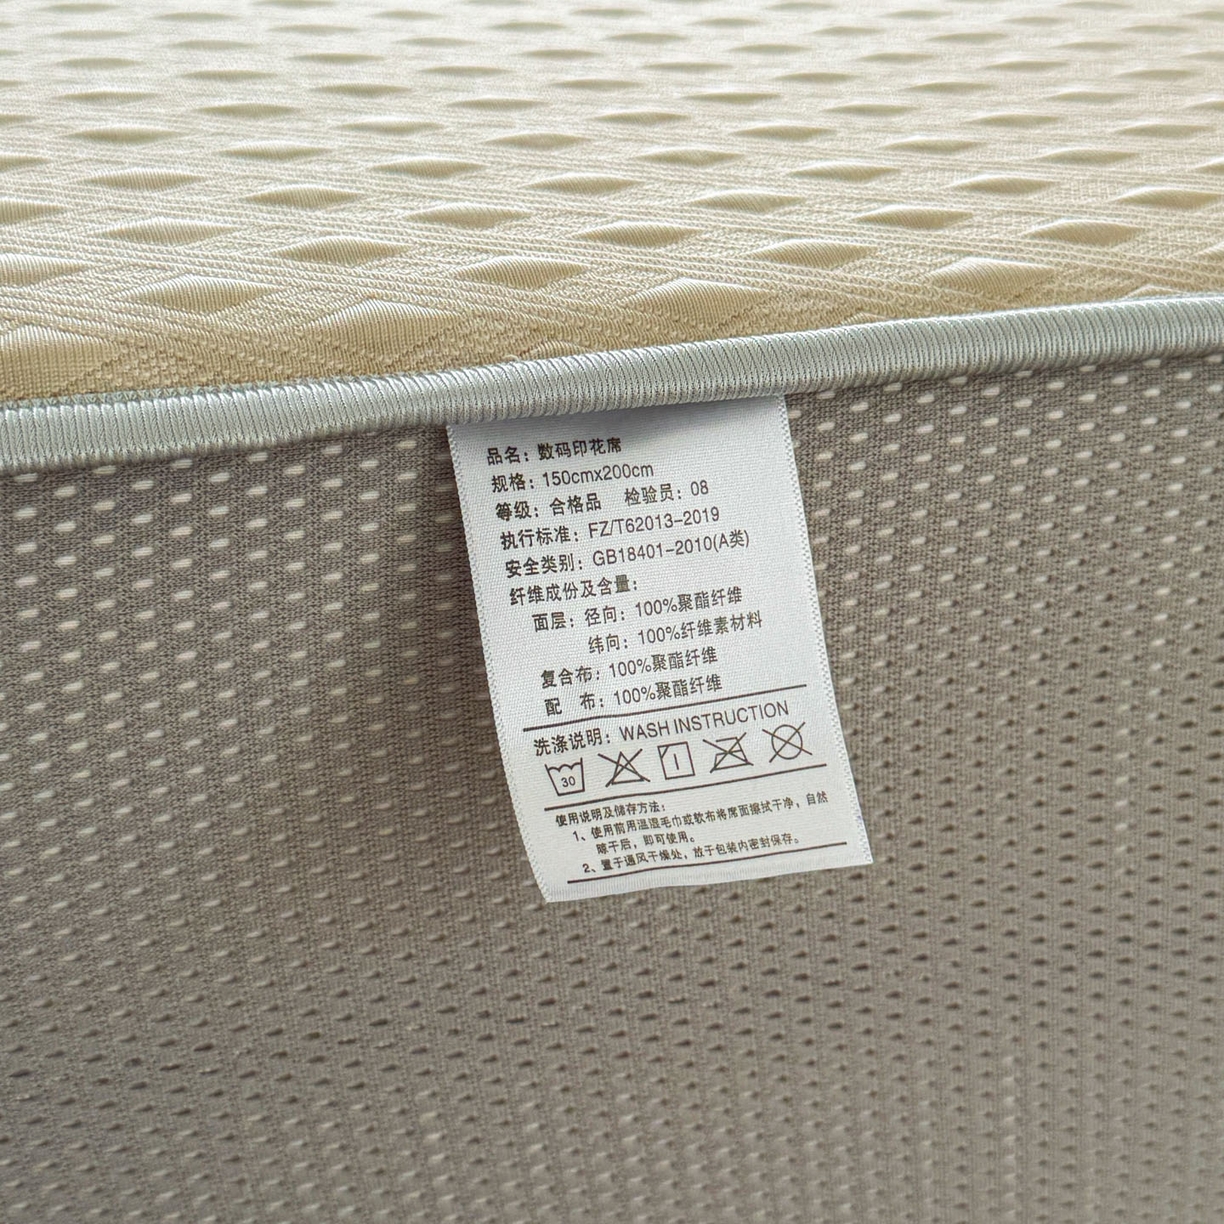 品名：数码印花席
规格：150cmx200cm
等级：合格品 检验员：08
执行标准：FZ/T62013-2019
安全类别：GB18401-2010(A类)
纤维成份及含量：
面层：径向：100%聚酯纤维
纬向：100%纤维素材料
复合布：100%聚酯纤维
配 布：100%聚酯纤维
洗涤说明：WASH INSTRUCTION
30
使用说明及储存方法：
1、使用前用温湿毛巾或软布将席面擦拭干净，自然
晾干后，即可使用。
2、置于通风干燥处，放于包装内密封保存。